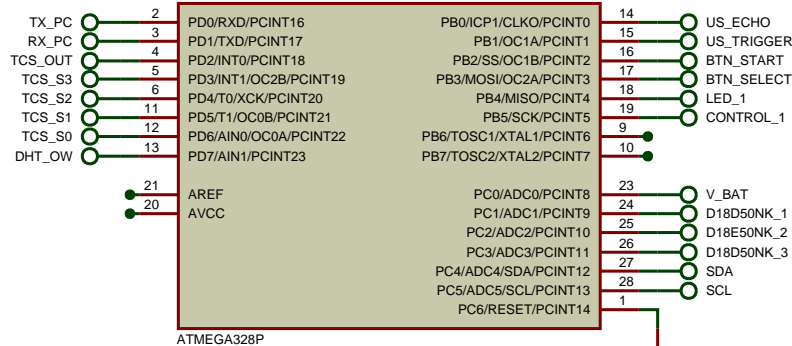 TX_PC 2 PD0/RXD/PCINT16 PB0/ICP1/CLKO/PCINT0 14 US_ECHO
RX_PC 3 PD1/TXD/PCINT17 PB1/OC1A/PCINT1 15 US_TRIGGER
TCS_OUT 4 PD2/INT0/PCINT18 PB2/SS/OC1B/PCINT2 16 BTN_START
TCS_S3 5 PD3/INT1/OC2B/PCINT19 PB3/MOSI/OC2A/PCINT3 17 BTN_SELECT
TCS_S2 6 PD4/T0/XCK/PCINT20 PB4/MISO/PCINT4 18 LED_1
TCS_S1 11 PD5/T1/OC0B/PCINT21 PB5/SCK/PCINT5 19 CONTROL_1
TCS_S0 12 PD6/AIN0/OC0A/PCINT22 PB6/TOSC1/XTAL1/PCINT6 9
DHT_OW 13 PD7/AIN1/PCINT23 PB7/TOSC2/XTAL2/PCINT7 10
21 AREF PC0/ADC0/PCINT8 23 V_BAT
20 AVCC PC1/ADC1/PCINT9 24 D18D50NK_1
PC2/ADC2/PCINT10 25 D18E50NK_2
PC3/ADC3/PCINT11 26 D18D50NK_3
PC4/ADC4/SDA/PCINT12 27 SDA
PC5/ADC5/SCL/PCINT13 28 SCL
PC6/RESET/PCINT14 1
ATMEGA328P